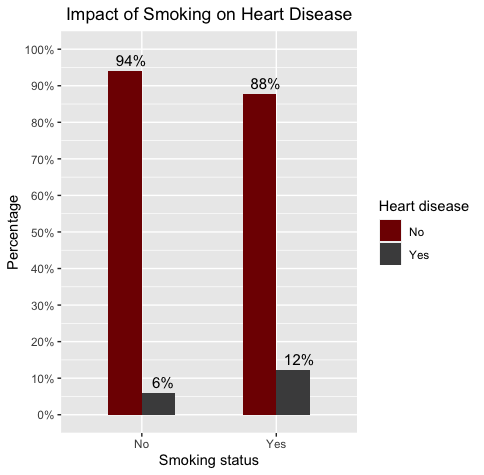 Impact of Smoking on Heart Disease
100%
90%
80%
70%
60%
50%
40%
30%
20%
10%
0%
Percentage
94%
6%
88%
12%
No
Yes
Smoking status
Heart disease
No
Yes